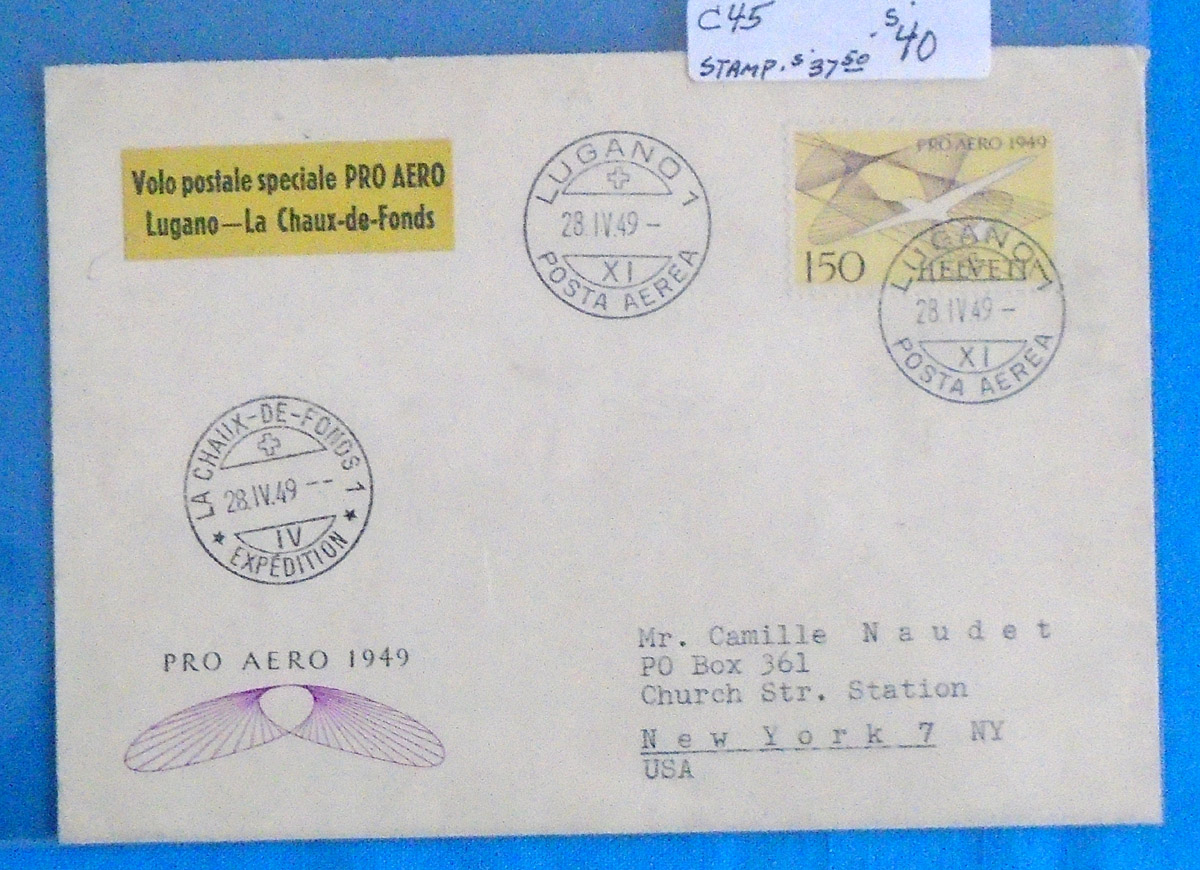 C45 $40
STAMP. $37 50
Volo postale speciale PRO AERO
Lugano—La Chaux-de-Fonds
LUGANO 1
28.IV.49 -
XI
POSTA AEREA
PRO AERO 1949
150
HELVETIA
LUGANO 1
28.IV.49 -
XI
POSTA AEREA
LA CHAUX-DE-FONDS 1
28.IV.49 --
IV
★ EXPÉDITION ★
PRO AERO 1949
Mr. Camille Naudet
PO Box 361
Church Str. Station
New York 7 NY
USA